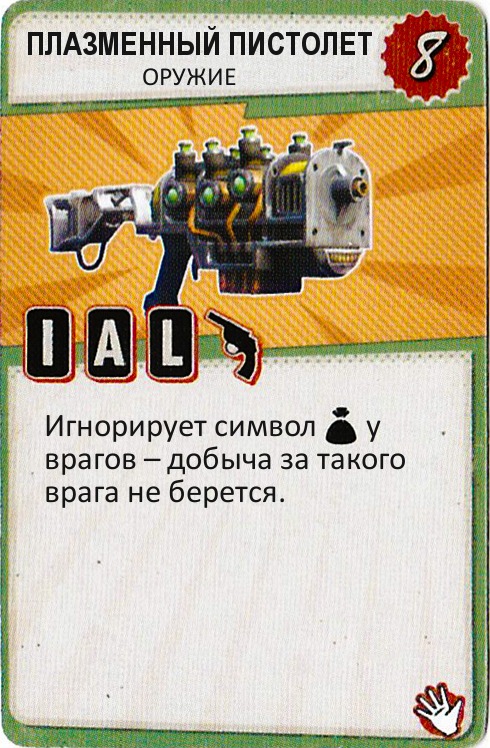 ПЛАЗМЕННЫЙ ПИСТОЛЕТ 8
ОРУЖИЕ
I A L
Игнорирует символ у
врагов – добыча за такого
врага не берется.